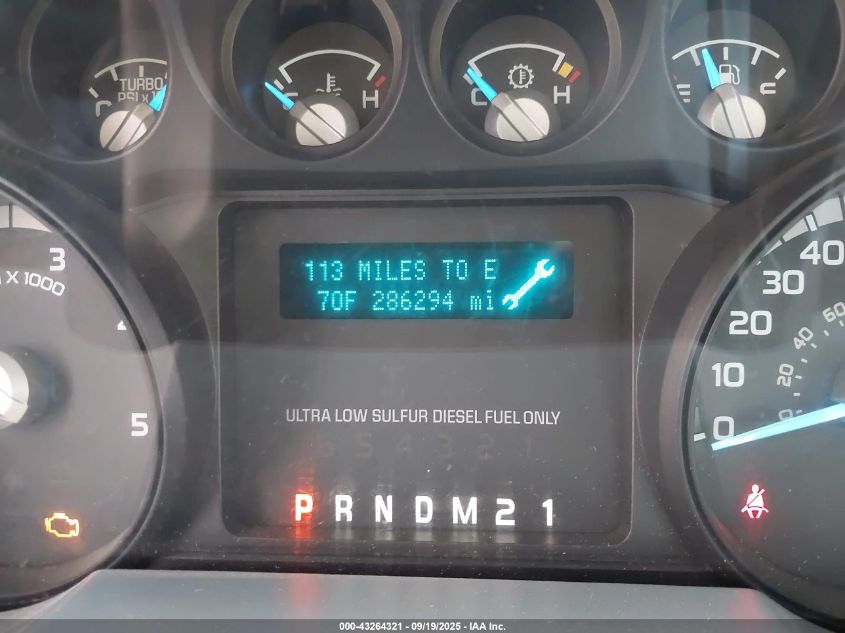 TURBO
PSI x
C H
C H
E F
3
x 1000
5
113 MILES TO E
70F 286294 mi
ULTRA LOW SULFUR DIESEL FUEL ONLY
P R N D M 2 1
40
30
20
10
0
60
40
20
0
000-43264321 - 09/19/2025 - IAA Inc.